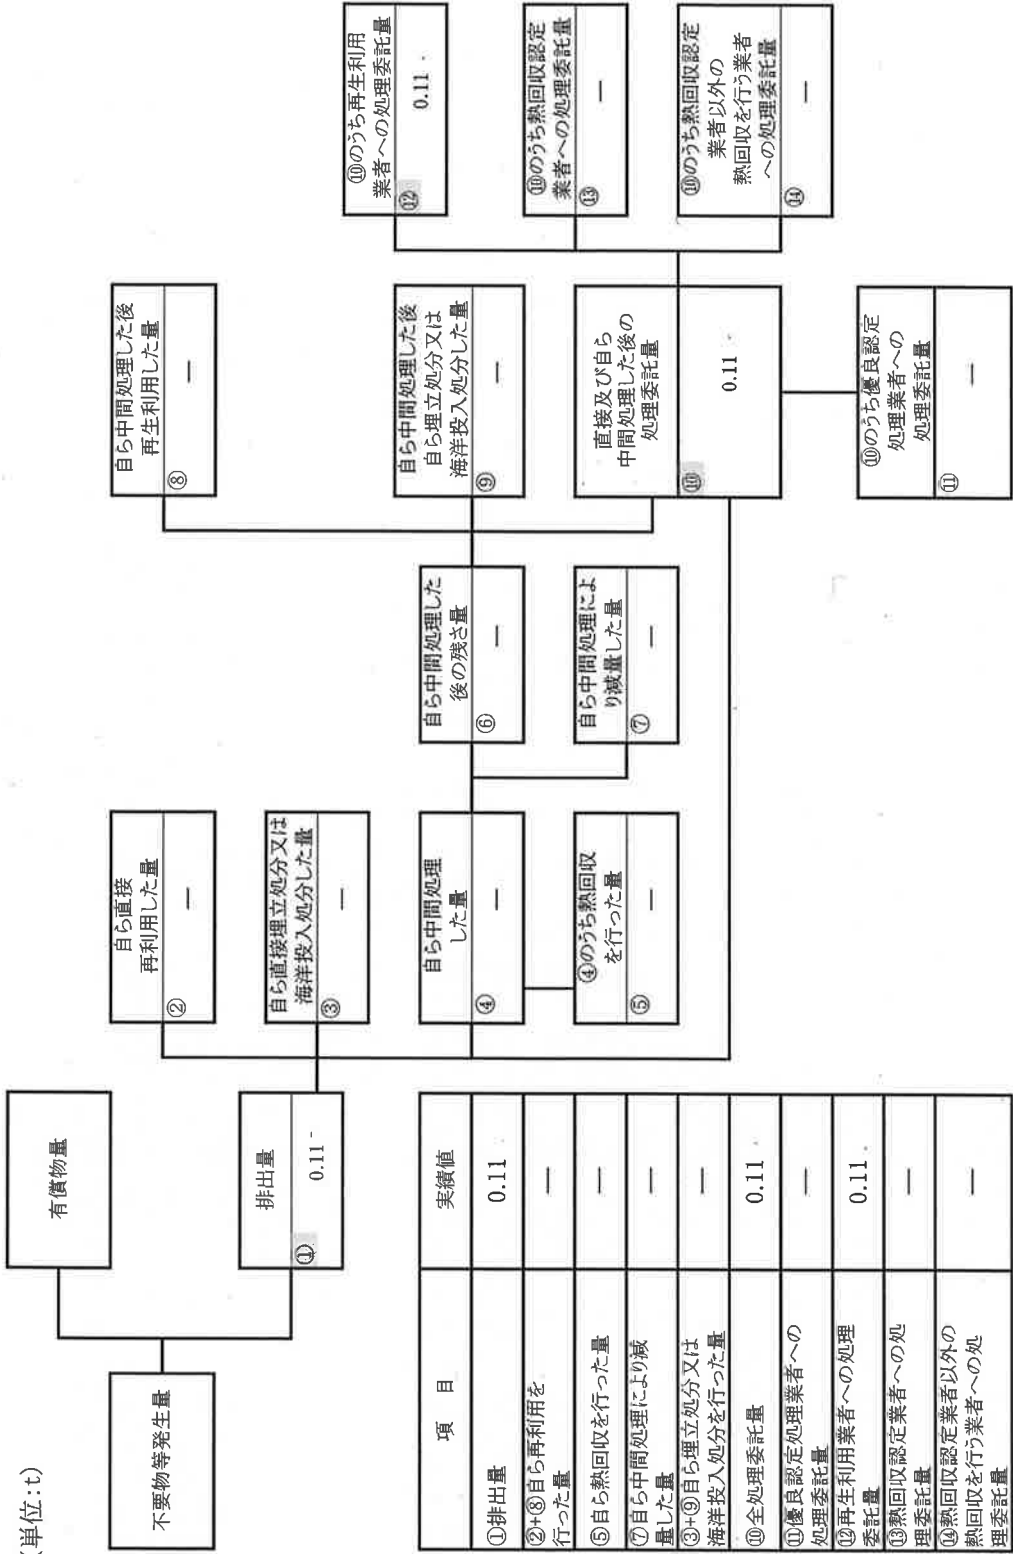 (単位:t)
不要物等発生量
有償物量
排出量
①
0.11
自ら直接
再利用した量
②
―
自ら直接埋立処分又は
海洋投入処分した量
③
―
自ら中間処理
した量
④
―
④のうち熱回収
を行った量
⑤
―
自ら中間処理した
後の残さ量
⑥
―
自ら中間処理によ
り減量した量
⑦
―
自ら中間処理した後
再生利用した量
⑧
―
自ら中間処理した後
自ら埋立処分又は
海洋投入処分した量
⑨
―
直接及び自ら
中間処理した後の
処理委託量
⑩
0.11
⑩のうち優良認定
処理業者への
処理委託量
⑪
―
⑩のうち再生利用
業者への処理委託量
⑫
0.11
⑩のうち熱回収認定
業者への処理委託量
⑬
―
⑩のうち熱回収認定
業者以外の
熱回収を行う業者
への処理委託量
⑭
―
項 目 実績値
①排出量 0.11
②+⑧自ら再利用を
行った量 ―
⑤自ら熱回収を行った量 ―
⑦自ら中間処理により減
量した量 ―
③+⑨自ら埋立処分又は
海洋投入処分を行った量 ―
⑩全処理委託量 0.11
⑪優良認定処理業者への
処理委託量 ―
⑫再生利用業者への処理
委託量 0.11
⑬熱回収認定業者への処
理委託量 ―
⑭熱回収認定業者以外の
熱回収を行う業者への処
理委託量 ―